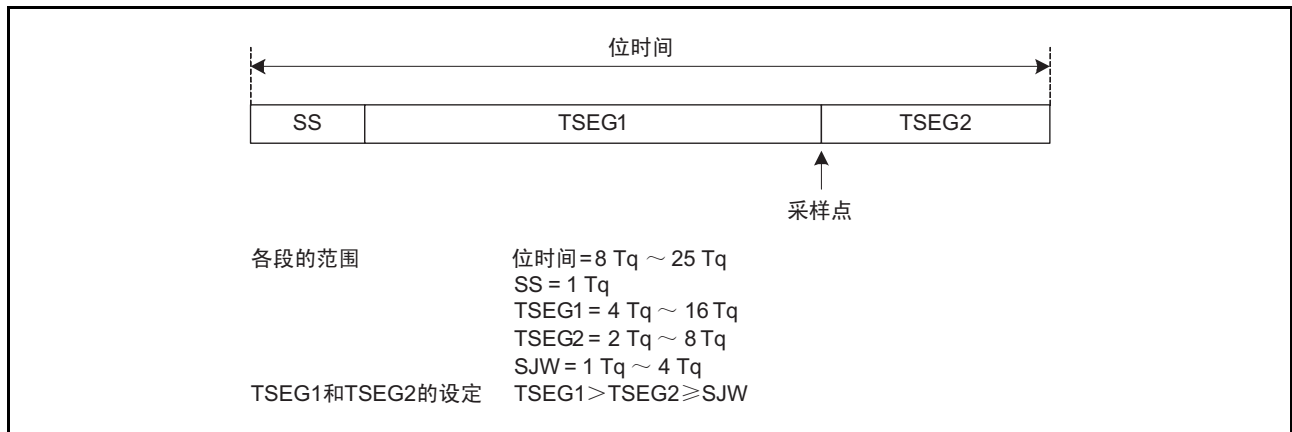 位时间
SS TSEG1 TSEG2
采样点
各段的范围 位时间=8 Tq ～ 25 Tq
SS = 1 Tq
TSEG1 = 4 Tq ～ 16 Tq
TSEG2 = 2 Tq ～ 8 Tq
SJW = 1 Tq ～ 4 Tq
TSEG1和TSEG2的设定 TSEG1＞TSEG2≥SJW